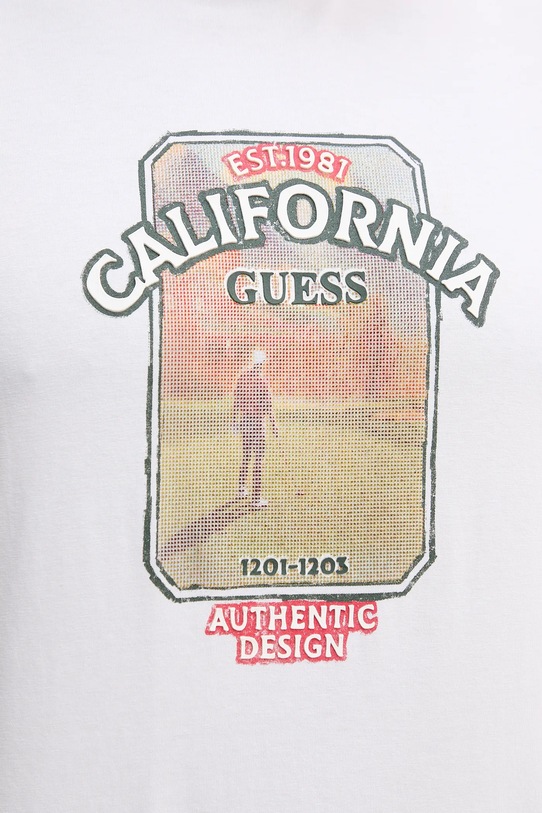 EST.1981
CALIFORNIA
GUESS
1201-1203
AUTHENTIC
DESIGN